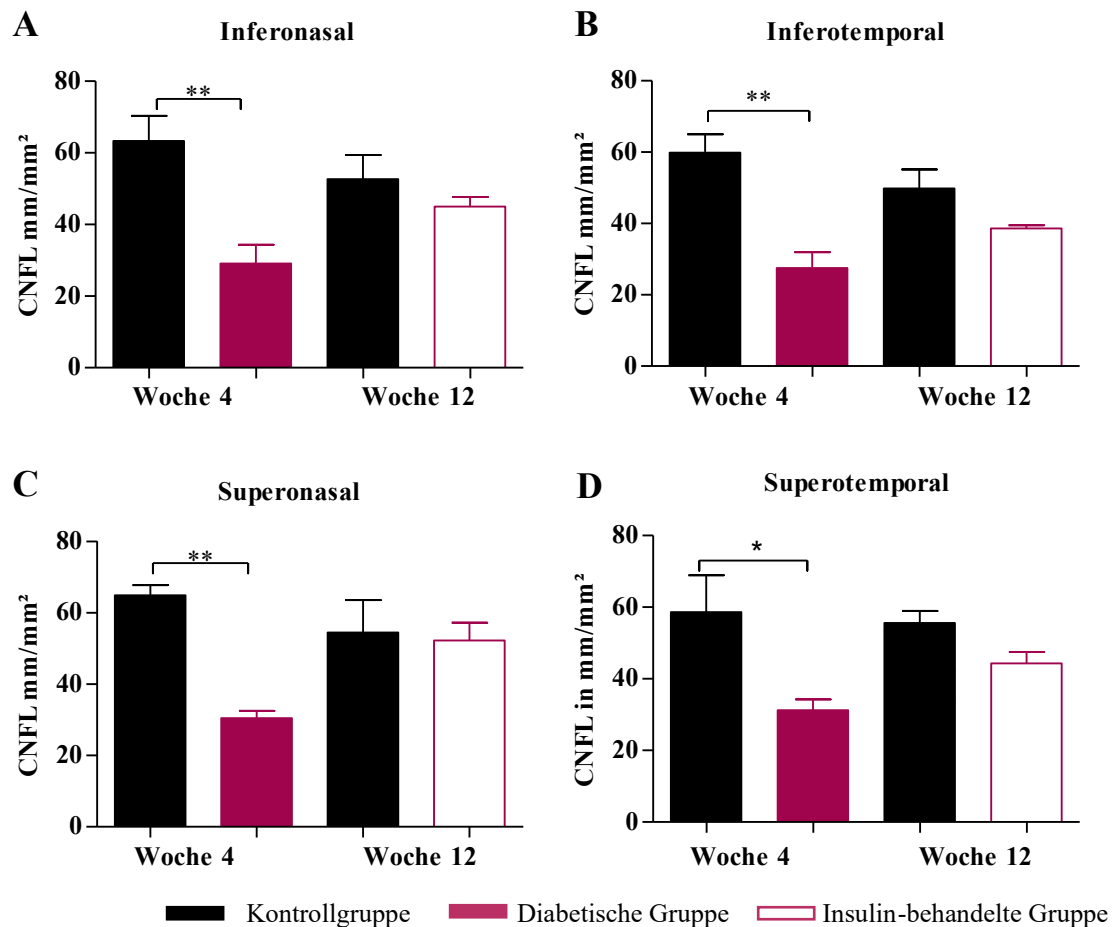 A
Inferonasal
CNFL mm/mm²
80
60
40
20
0
**
Woche 4
Woche 12
B
Inferotemporal
CNFL mm/mm²
80
60
40
20
0
**
Woche 4
Woche 12
C
Superonasal
CNFL mm/mm²
80
60
40
20
0
**
Woche 4
Woche 12
D
Superotemporal
CNFL in mm/mm²
80
60
40
20
0
*
Woche 4
Woche 12
Kontrollgruppe Diabetische Gruppe Insulin-behandelte Gruppe